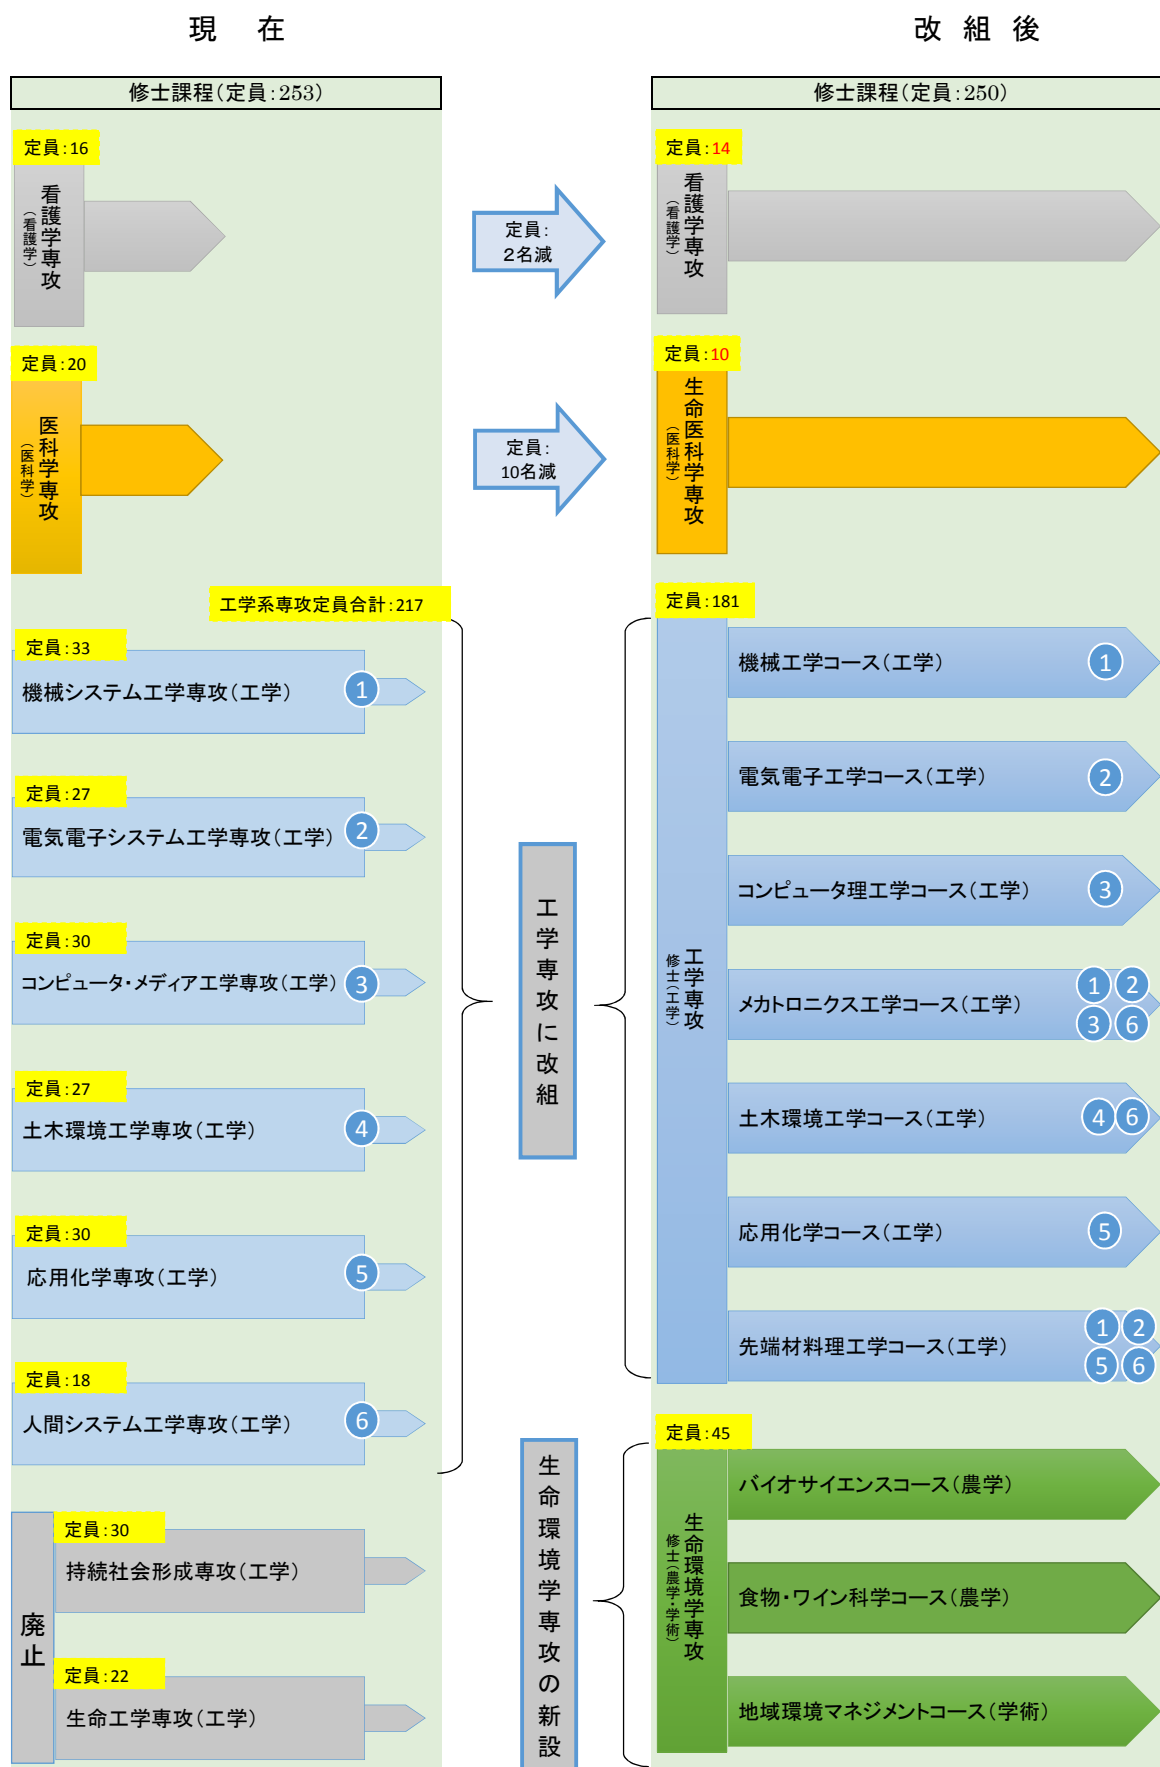 現　在
修士課程（定員：253）
定員：16
看護学専攻
（看護学）
定員：20
医科学専攻
（医科学）
工学系専攻定員合計：217
定員：33
機械システム工学専攻（工学）
1
定員：27
電気電子システム工学専攻（工学）
2
定員：30
コンピュータ・メディア工学専攻（工学）
3
定員：27
土木環境工学専攻（工学）
4
定員：30
応用化学専攻（工学）
5
定員：18
人間システム工学専攻（工学）
6
廃止
定員：30
持続社会形成専攻（工学）
定員：22
生命工学専攻（工学）
定員：
２名減
定員：
10名減
工学専攻に改組
生命環境学専攻の新設
改 組 後
修士課程（定員：250）
定員：14
看護学専攻
（看護学）
定員：10
生命医科学専攻
（医科学）
定員：181
工学専攻
修士（工学）
機械工学コース（工学）
1
電気電子工学コース（工学）
2
コンピュータ理工学コース（工学）
3
メカトロニクス工学コース（工学）
1 2
3 6
土木環境工学コース（工学）
4 6
応用化学コース（工学）
5
先端材料理工学コース（工学）
1 2
5 6
定員：45
生命環境学専攻
修士（農学・学術）
バイオサイエンスコース（農学）
食物・ワイン科学コース（農学）
地域環境マネジメントコース（学術）